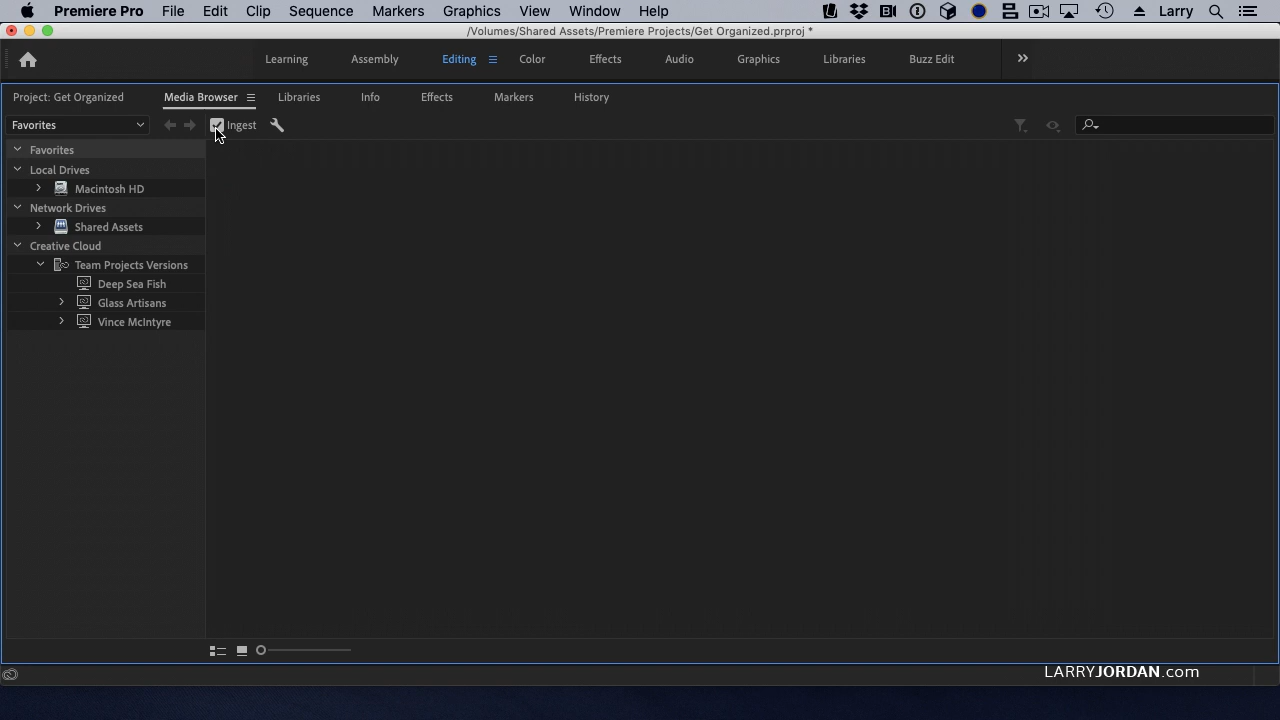 Premiere Pro File Edit Clip Sequence Markers Graphics View Window Help Larry
/Volumes/Shared Assets/Premiere Projects/Get Organized.prproj *
Learning Assembly Editing Color Effects Audio Graphics Libraries Buzz Edit
Project: Get Organized Media Browser Libraries Info Effects Markers History
Favorites Ingest
Favorites
Local Drives
Macintosh HD
Network Drives
Shared Assets
Creative Cloud
Team Projects Versions
Deep Sea Fish
Glass Artisans
Vince McIntyre
LARRYJORDAN.com